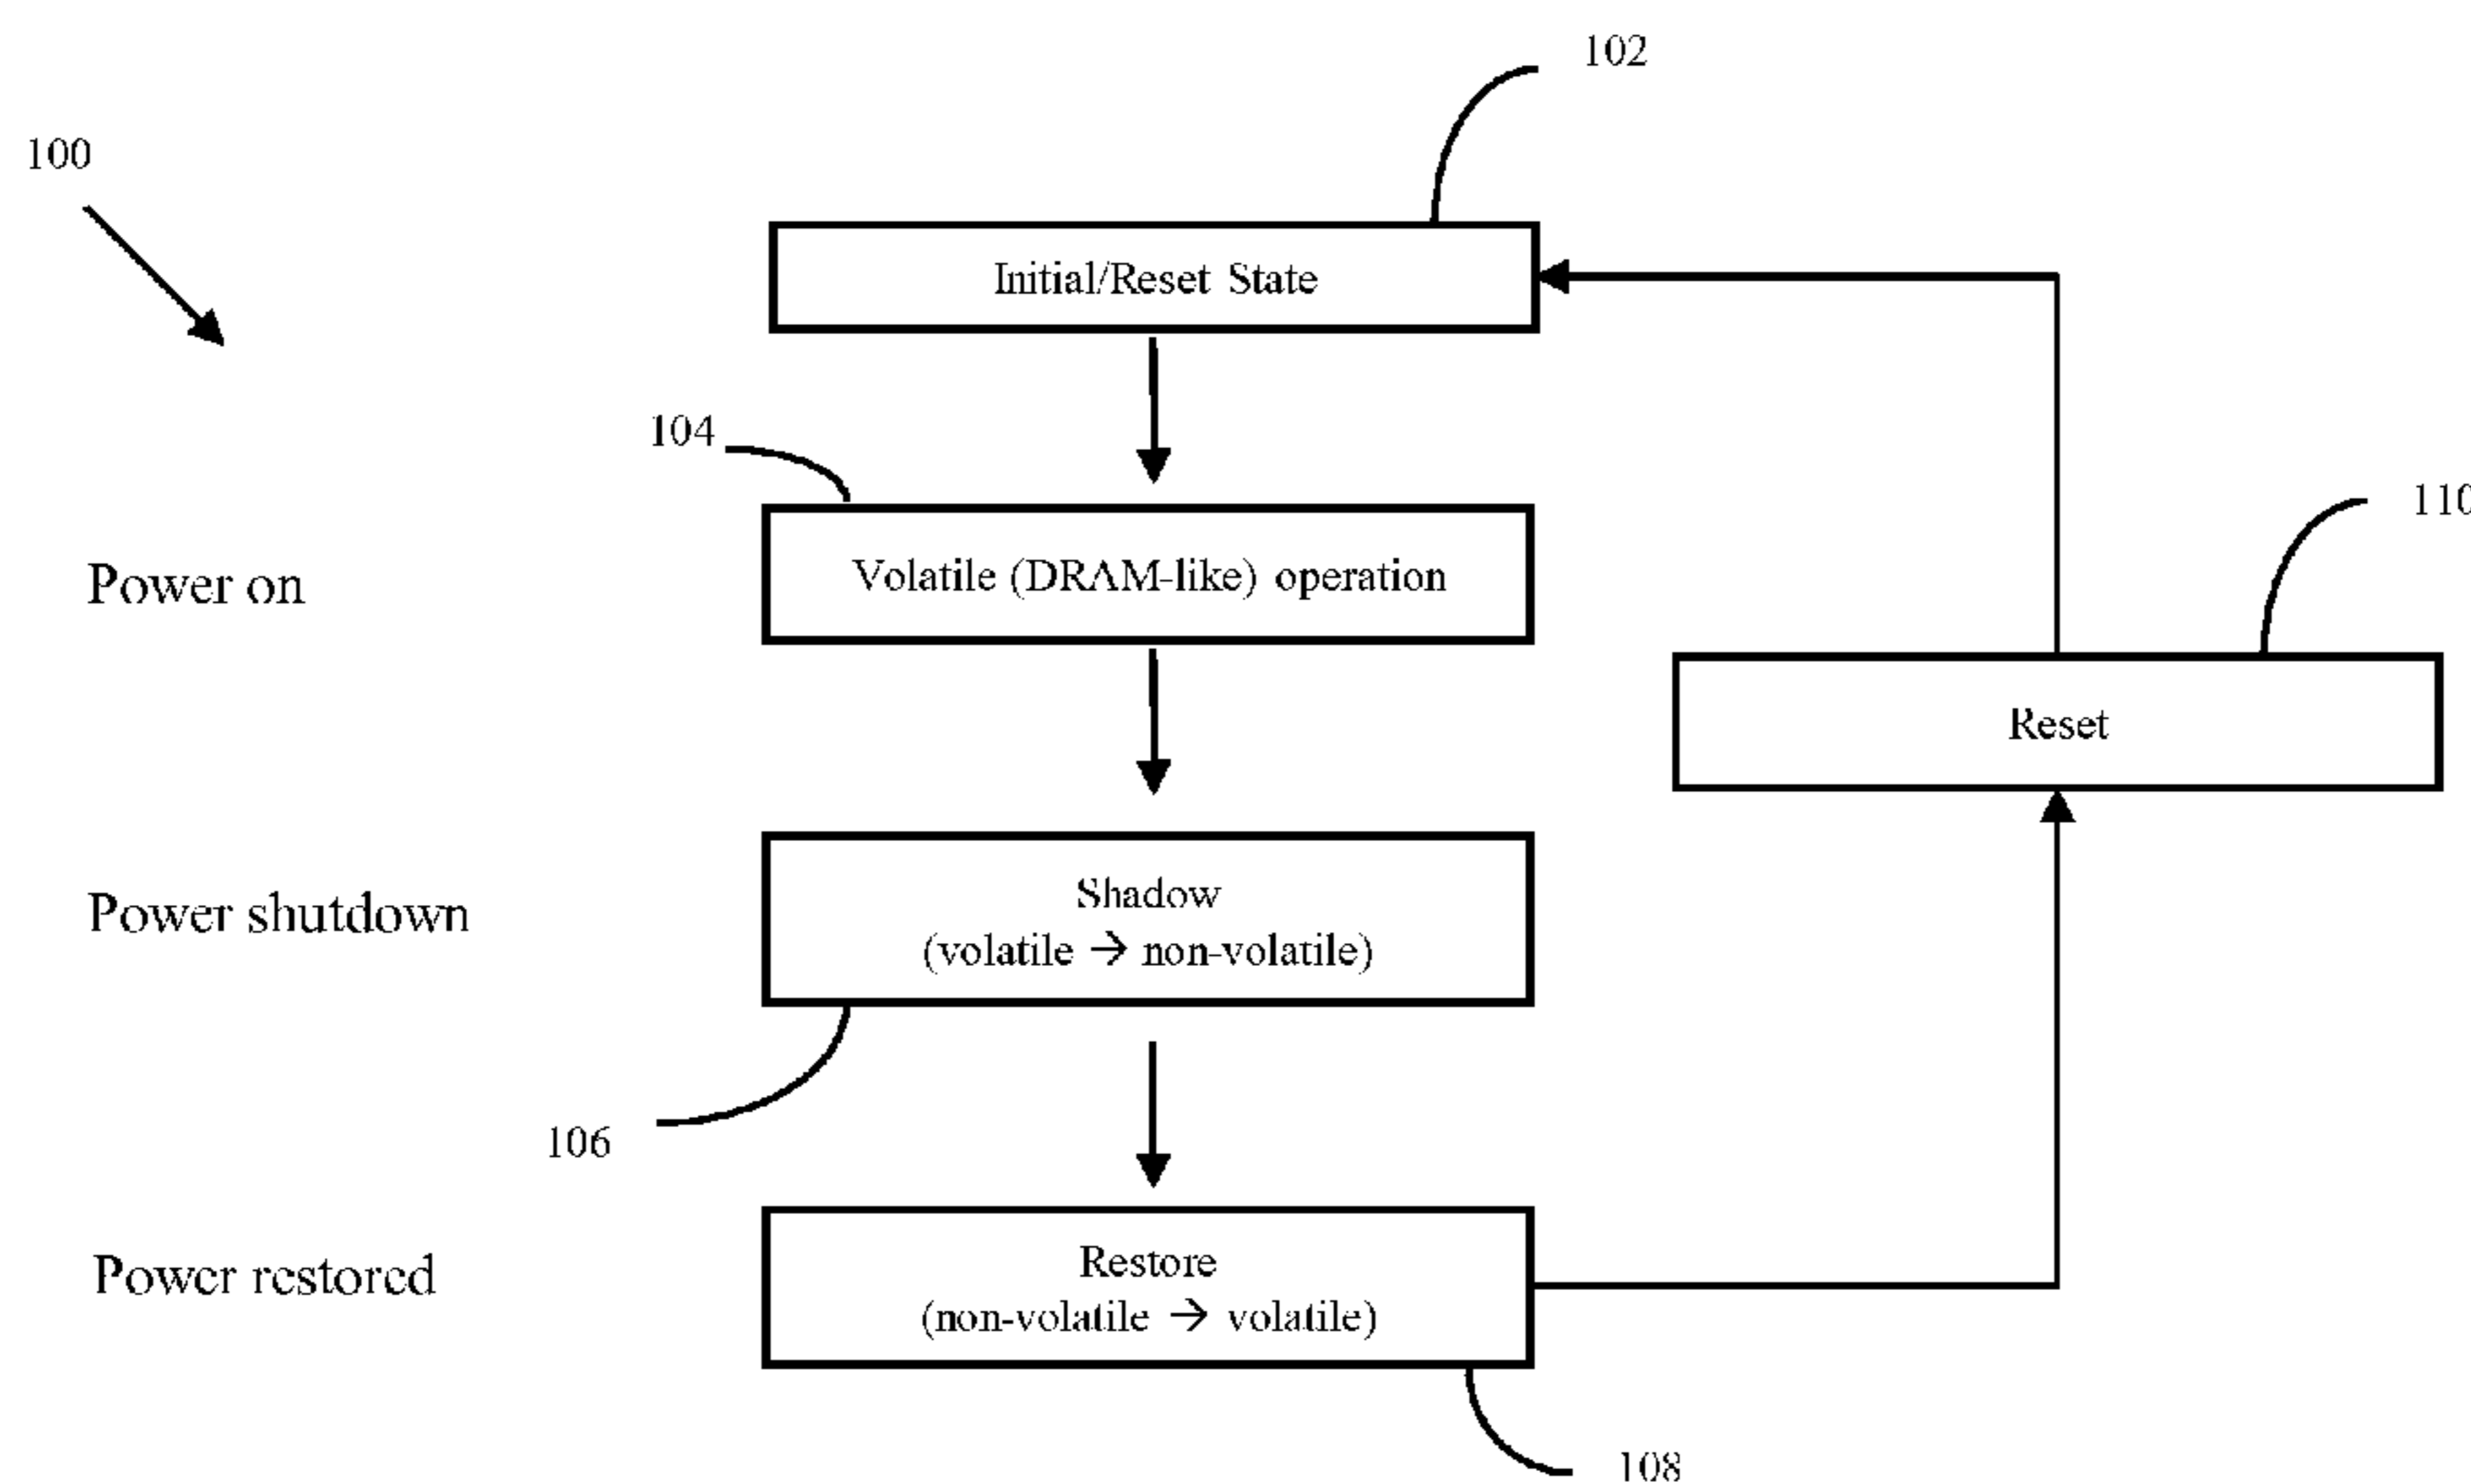 102
100
Initial/Reset State
104
110
Power on
Volatile (DRAM-like) operation
Reset
Power shutdown
Shadow
(volatile → non-volatile)
106
Power restored
Restore
(non-volatile → volatile)
108